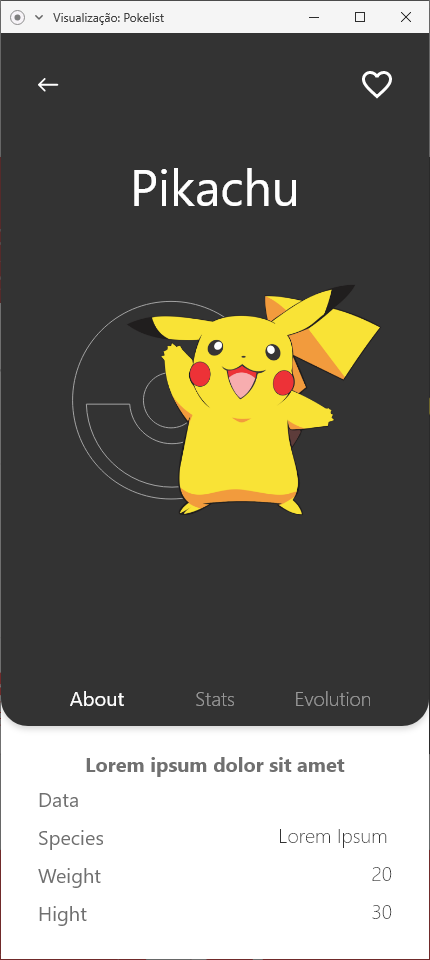 Visualização: Pokelist
Pikachu
About Stats Evolution
Lorem ipsum dolor sit amet
Data
Species Lorem Ipsum
Weight 20
Hight 30